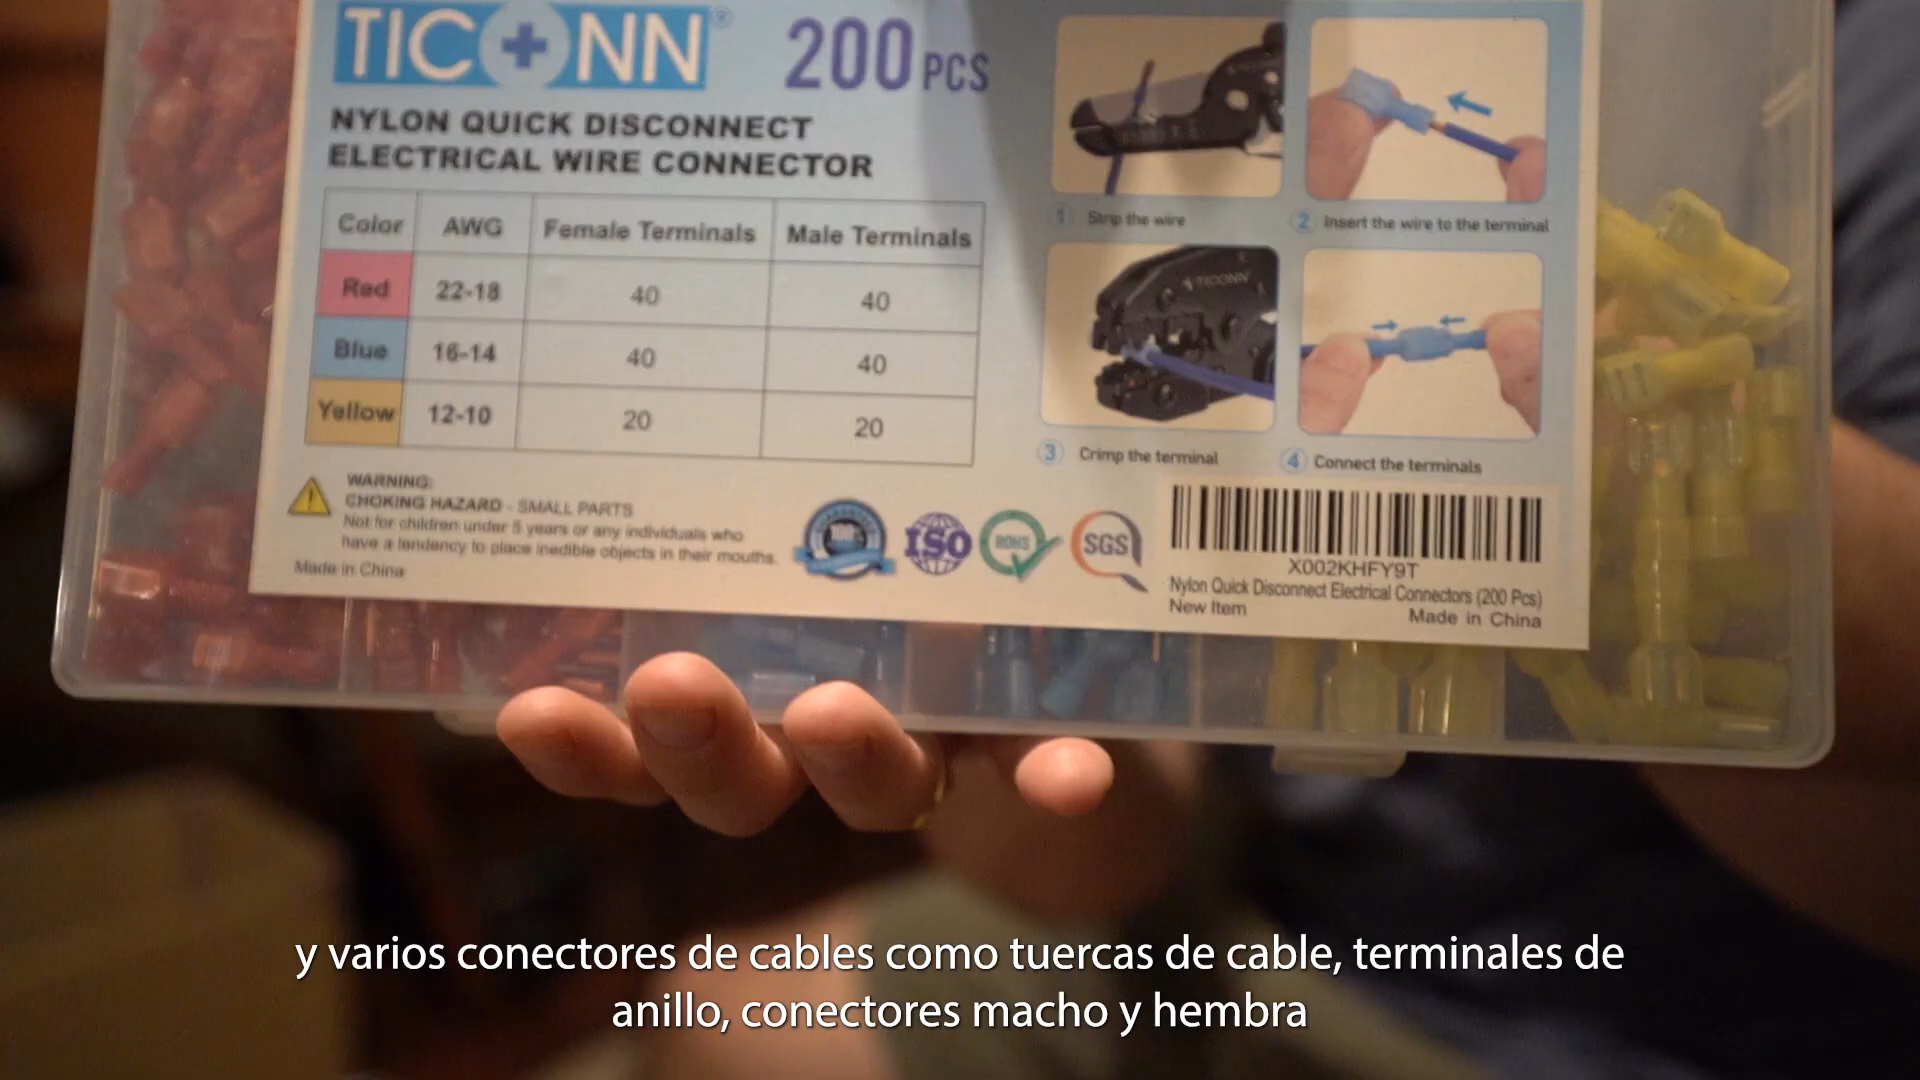 TICONN®
200 PCS
NYLON QUICK DISCONNECT
ELECTRICAL WIRE CONNECTOR
Color AWG Female Terminals Male Terminals
Red 22-18 40 40
Blue 16-14 40 40
Yellow 12-10 20 20
1 Strip the wire
2 Insert the wire to the terminal
TICONN
3 Crimp the terminal
4 Connect the terminals
WARNING:
CHOKING HAZARD - SMALL PARTS
Not for children under 5 years or any individuals who
have a tendency to place inedible objects in their mouths.
Made in China
ISO
ROHS
SGS
X002KHFY9T
Nylon Quick Disconnect Electrical Connectors (200 Pcs)
New Item
Made in China
y varios conectores de cables como tuercas de cable, terminales de
anillo, conectores macho y hembra